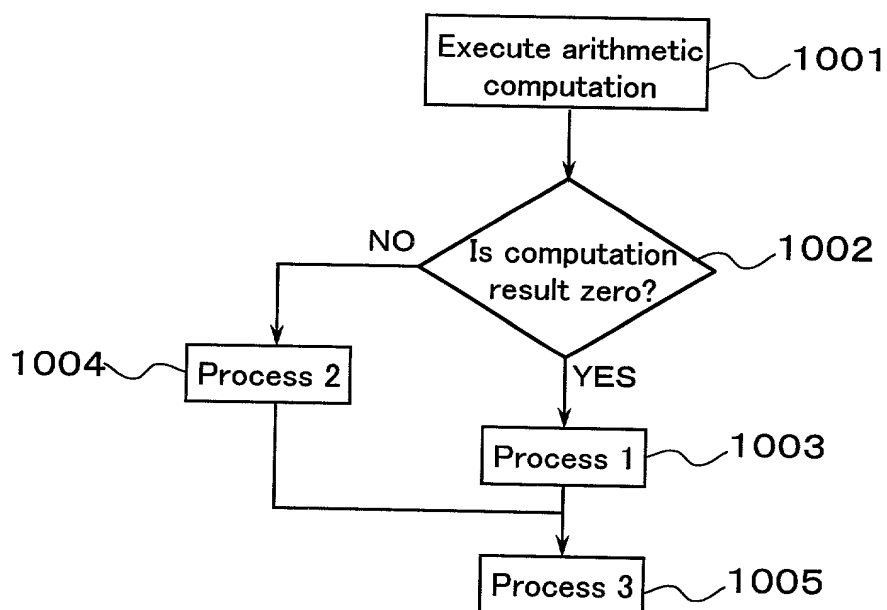 Execute arithmetic
computation
1001
Is computation
result zero?
1002
NO
YES
1004
Process 2
Process 1
1003
Process 3
1005